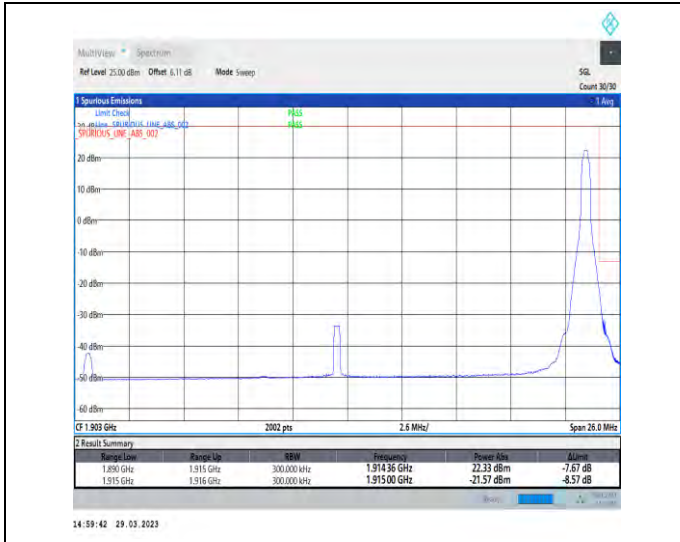 MultiView Spectrum
Ref Level 25.00 dBm Offset 6.11 dB Mode Sweep SGL
Count 30/30
1 Spurious Emissions 1 Avg
Limit Check PASS
Line SPURIOUS_LINE_ABS_002 PASS
SPURIOUS_LINE_ABS_002
20 dBm
10 dBm
0 dBm
-10 dBm
-20 dBm
-30 dBm
-40 dBm
-50 dBm
-60 dBm
CF 1.903 GHz 2002 pts 2.6 MHz/ Span 26.0 MHz
2 Result Summary
Range Low Range Up RBW Frequency Power Abs ΔLimit
1.890 GHz 1.915 GHz 300.000 kHz 1.91436 GHz 22.33 dBm -7.67 dB
1.915 GHz 1.916 GHz 300.000 kHz 1.91500 GHz -21.57 dBm -8.57 dB
14:59:42 29.03.2023